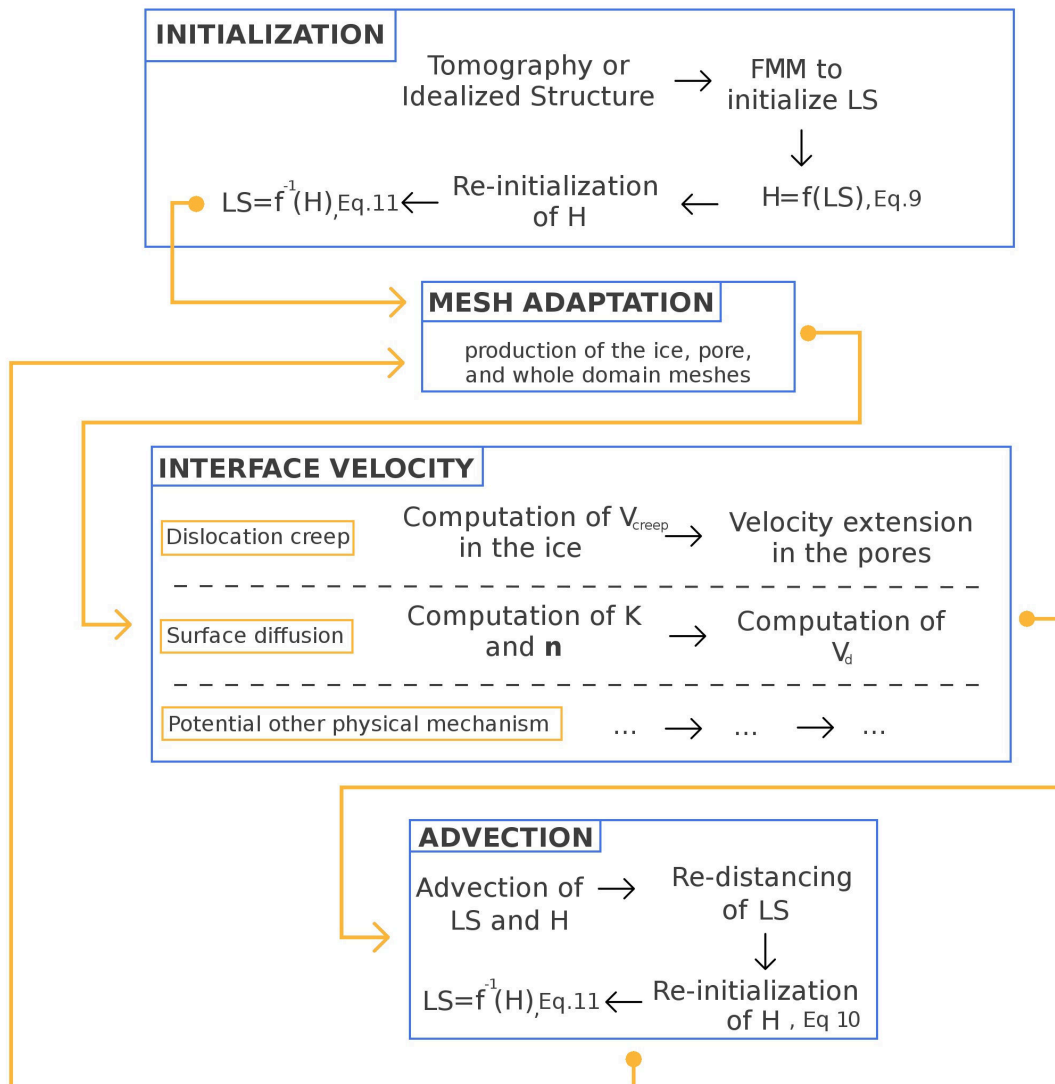 INITIALIZATION
Tomography or
Idealized Structure
FMM to
initialize LS
H=f(LS),Eq.9
Re-initialization
of H
LS=f⁻¹(H),Eq.11
MESH ADAPTATION
production of the ice, pore,
and whole domain meshes
INTERFACE VELOCITY
Dislocation creep
Computation of Vcreep
in the ice
Velocity extension
in the pores
Surface diffusion
Computation of K
and n
Computation of
Vd
Potential other physical mechanism
...
...
...
ADVECTION
Advection of
LS and H
Re-distancing
of LS
Re-initialization
of H , Eq 10
LS=f⁻¹(H),Eq.11